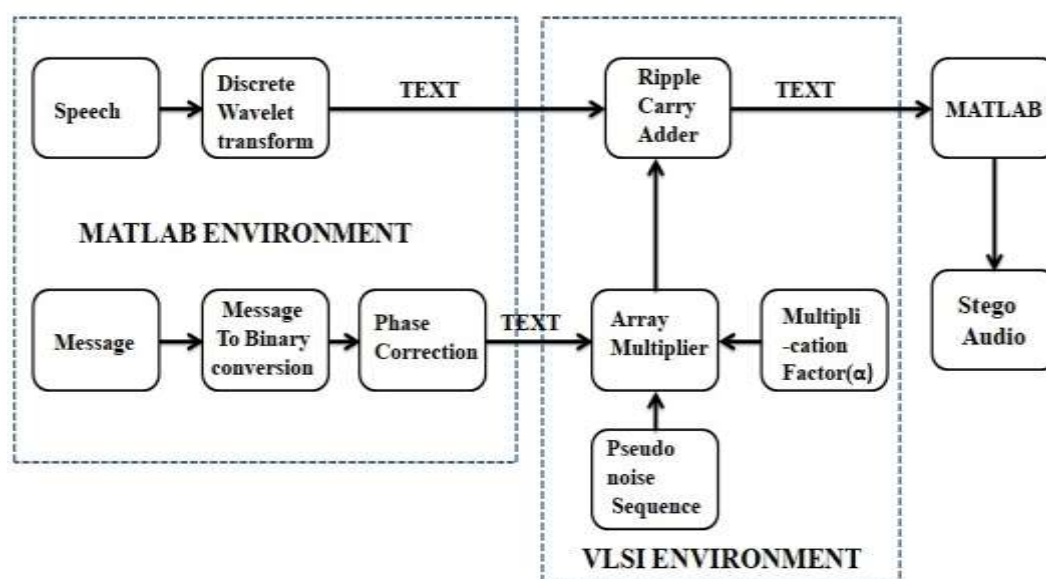 Speech
Discrete
Wavelet
transform
TEXT
Ripple
Carry
Adder
TEXT
MATLAB
MATLAB ENVIRONMENT
Message
Message
To Binary
conversion
Phase
Correction
TEXT
Array
Multiplier
Multipli
-cation
Factor(α)
Stego
Audio
Pseudo
noise
Sequence
VLSI ENVIRONMENT